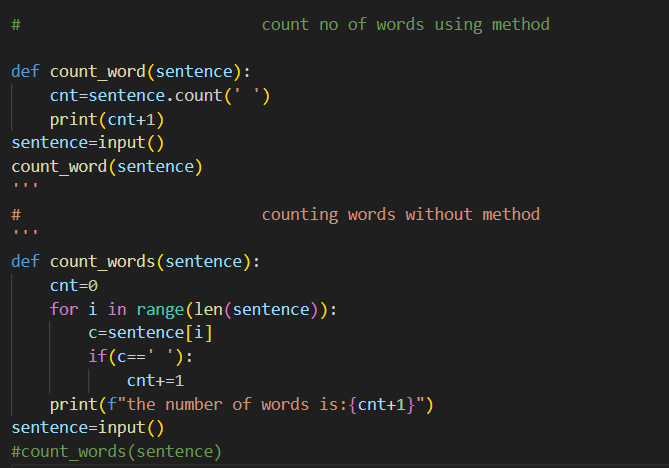 #                         count no of words using method

def count_word(sentence):
    cnt=sentence.count(' ')
    print(cnt+1)
sentence=input()
count_word(sentence)
'''
#                         counting words without method
'''
def count_words(sentence):
    cnt=0
    for i in range(len(sentence)):
        c=sentence[i]
        if(c==' '):
            cnt+=1
    print(f"the number of words is:{cnt+1}")
sentence=input()
#count_words(sentence)